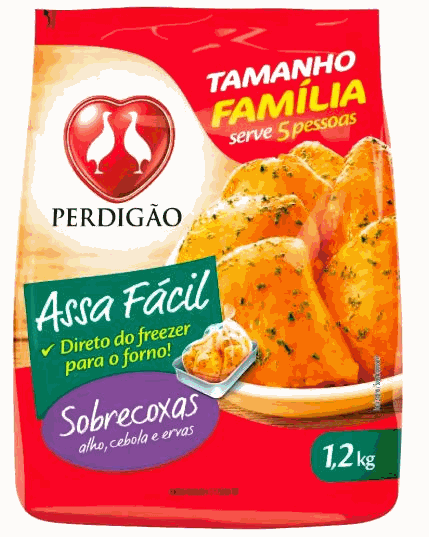 TAMANHO
FAMÍLIA
serve 5 pessoas
PERDIGÃO
Assa Fácil
✓ Direto do freezer
para o forno!
Sobrecoxas
alho, cebola e ervas
1,2 kg